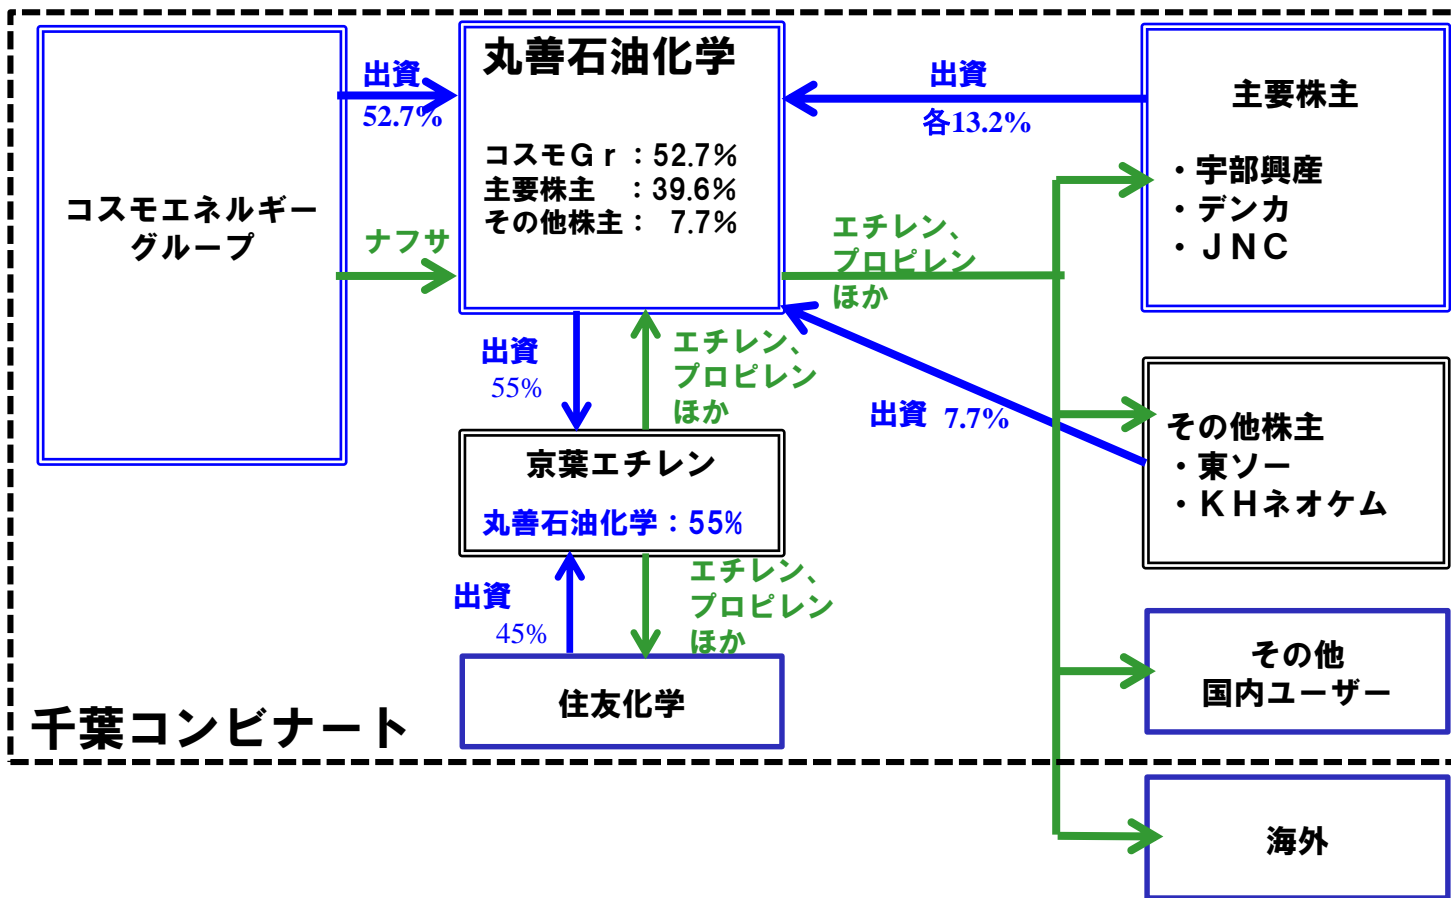 コスモエネルギー
グループ
出資
52.7%
ナフサ
丸善石油化学
コスモＧｒ：52.7%
主要株主　：39.6%
その他株主： 7.7%
出資
各13.2%
主要株主
・宇部興産
・デンカ
・ＪＮＣ
エチレン、
プロピレン
ほか
出資
55%
エチレン、
プロピレン
ほか
出資 7.7%
その他株主
・東ソー
・ＫＨネオケム
京葉エチレン
丸善石油化学：55%
出資
45%
エチレン、
プロピレン
ほか
住友化学
その他
国内ユーザー
千葉コンビナート
海外